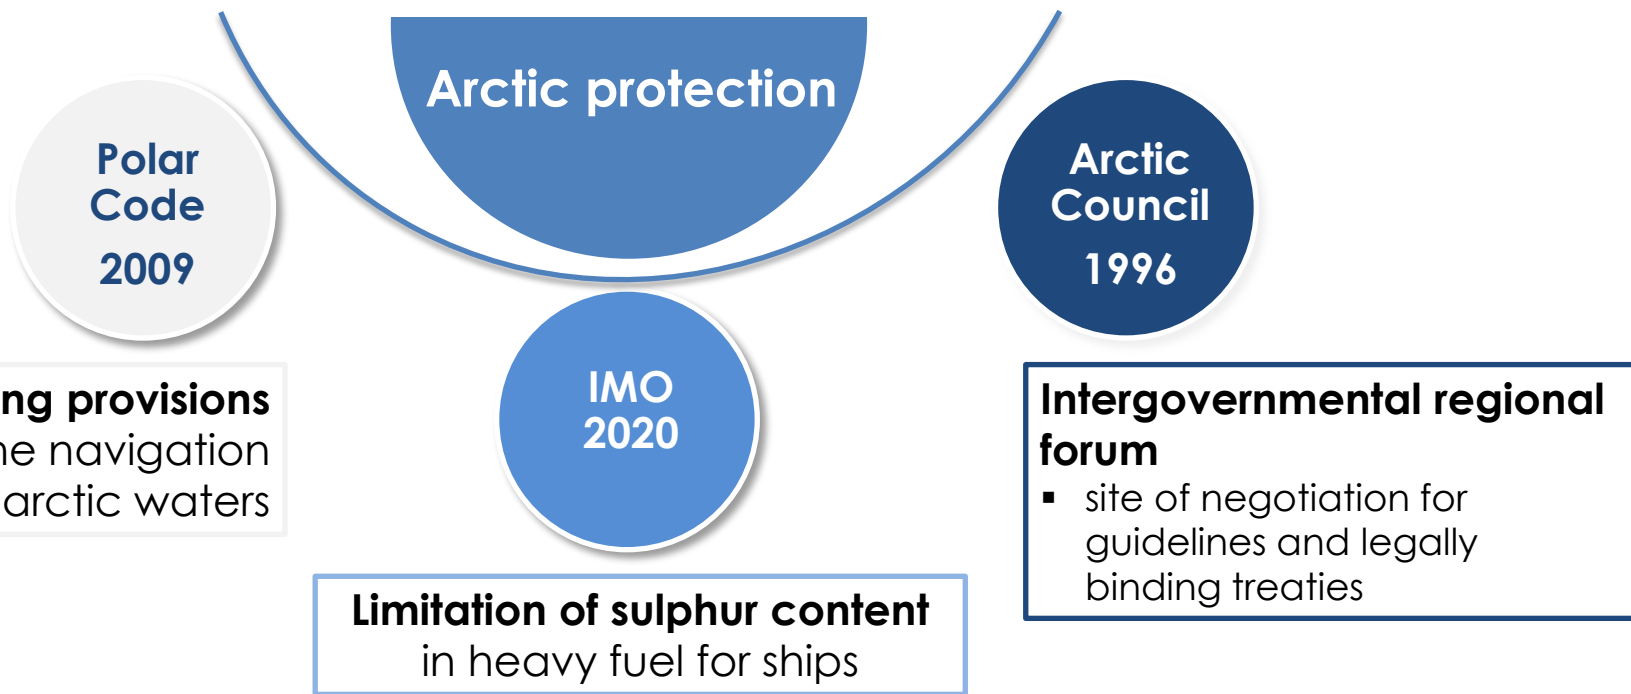 Arctic protection
Polar
Code
2009
ng provisions
ne navigation
arctic waters
IMO
2020
Limitation of sulphur content
in heavy fuel for ships
Arctic
Council
1996
Intergovernmental regional
forum
▪ site of negotiation for
guidelines and legally
binding treaties